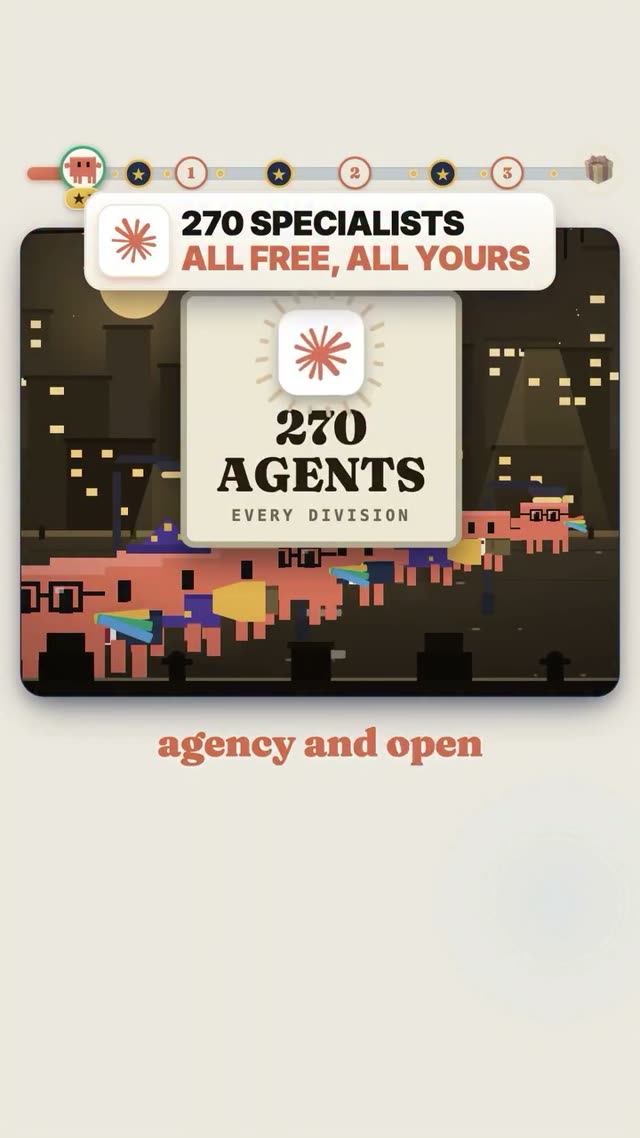 1
2
3
270 SPECIALISTS
ALL FREE, ALL YOURS
270
AGENTS
EVERY DIVISION
agency and open